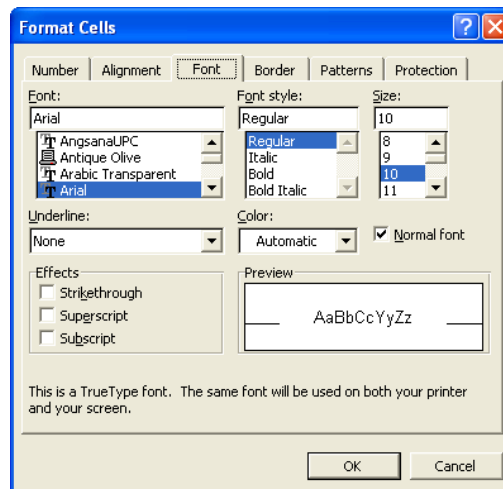 Format Cells
Number Alignment Font Border Patterns Protection
Font: Font style: Size:
Arial Regular 10
AngsanaUPC Regular 8
Antique Olive Italic 9
Arabic Transparent Bold 10
Arial Bold Italic 11
Underline: Color:
None Automatic Normal font
Effects Preview
Strikethrough
Superscript AaBbCcYyZz
Subscript
This is a TrueType font. The same font will be used on both your printer
and your screen.
OK Cancel